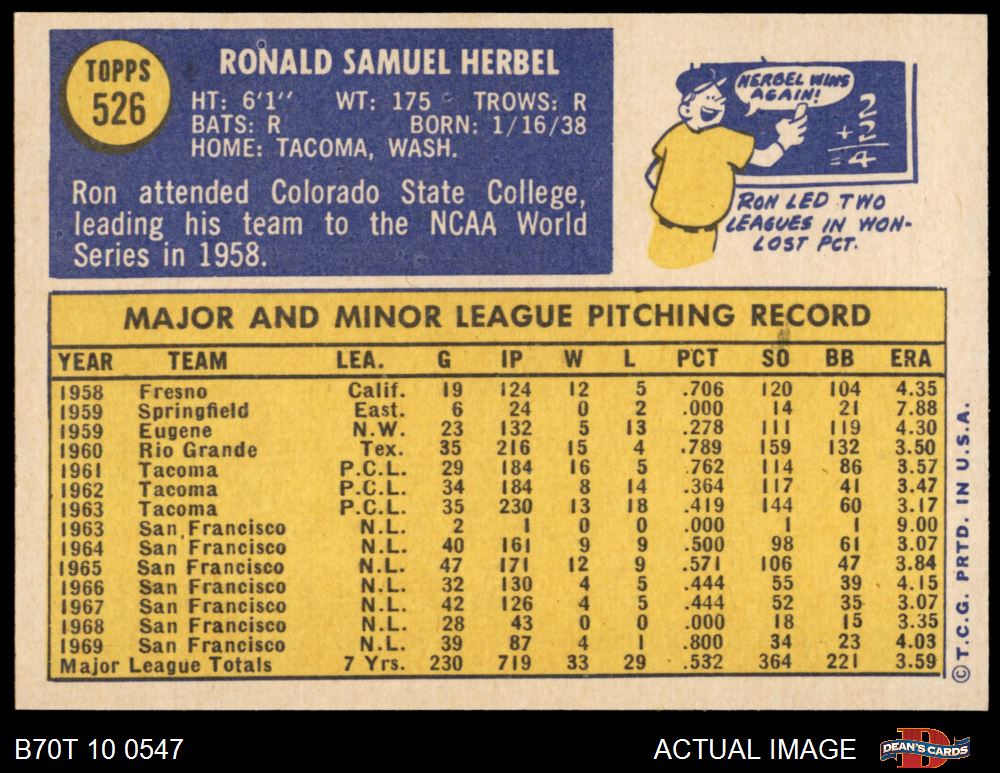 TOPPS
526
RONALD SAMUEL HERBEL
HT: 6'1'' WT: 175 TROWS: R
BATS: R BORN: 1/16/38
HOME: TACOMA, WASH.
Ron attended Colorado State College,
leading his team to the NCAA World
Series in 1958.
HERBEL WINS
AGAIN!
2
+2
=4
RON LED TWO
LEAGUES IN WON-
LOST PCT.
MAJOR AND MINOR LEAGUE PITCHING RECORD
YEAR TEAM LEA. G IP W L PCT SO BB ERA
1958 Fresno Calif. 19 124 12 5 .706 120 104 4.35
1959 Springfield East. 6 24 0 2 .000 14 21 7.88
1959 Eugene N.W. 23 132 5 13 .278 111 119 4.30
1960 Rio Grande Tex. 35 216 15 4 .789 159 132 3.50
1961 Tacoma P.C.L. 29 184 16 5 .762 114 86 3.57
1962 Tacoma P.C.L. 34 184 8 14 .364 117 41 3.47
1963 Tacoma P.C.L. 35 230 13 18 .419 144 60 3.17
1963 San Francisco N.L. 2 1 0 0 .000 1 1 9.00
1964 San Francisco N.L. 40 161 9 9 .500 98 61 3.07
1965 San Francisco N.L. 47 171 12 9 .571 106 47 3.84
1966 San Francisco N.L. 32 130 4 5 .444 55 39 4.15
1967 San Francisco N.L. 42 126 4 5 .444 52 35 3.07
1968 San Francisco N.L. 28 43 0 0 .000 18 15 3.35
1969 San Francisco N.L. 39 87 4 1 .800 34 23 4.03
Major League Totals 7 Yrs. 230 719 33 29 .532 364 221 3.59
© T.C.G. PRTD. IN U.S.A.
B70T 10 0547
ACTUAL IMAGE
DEAN'S CARDS